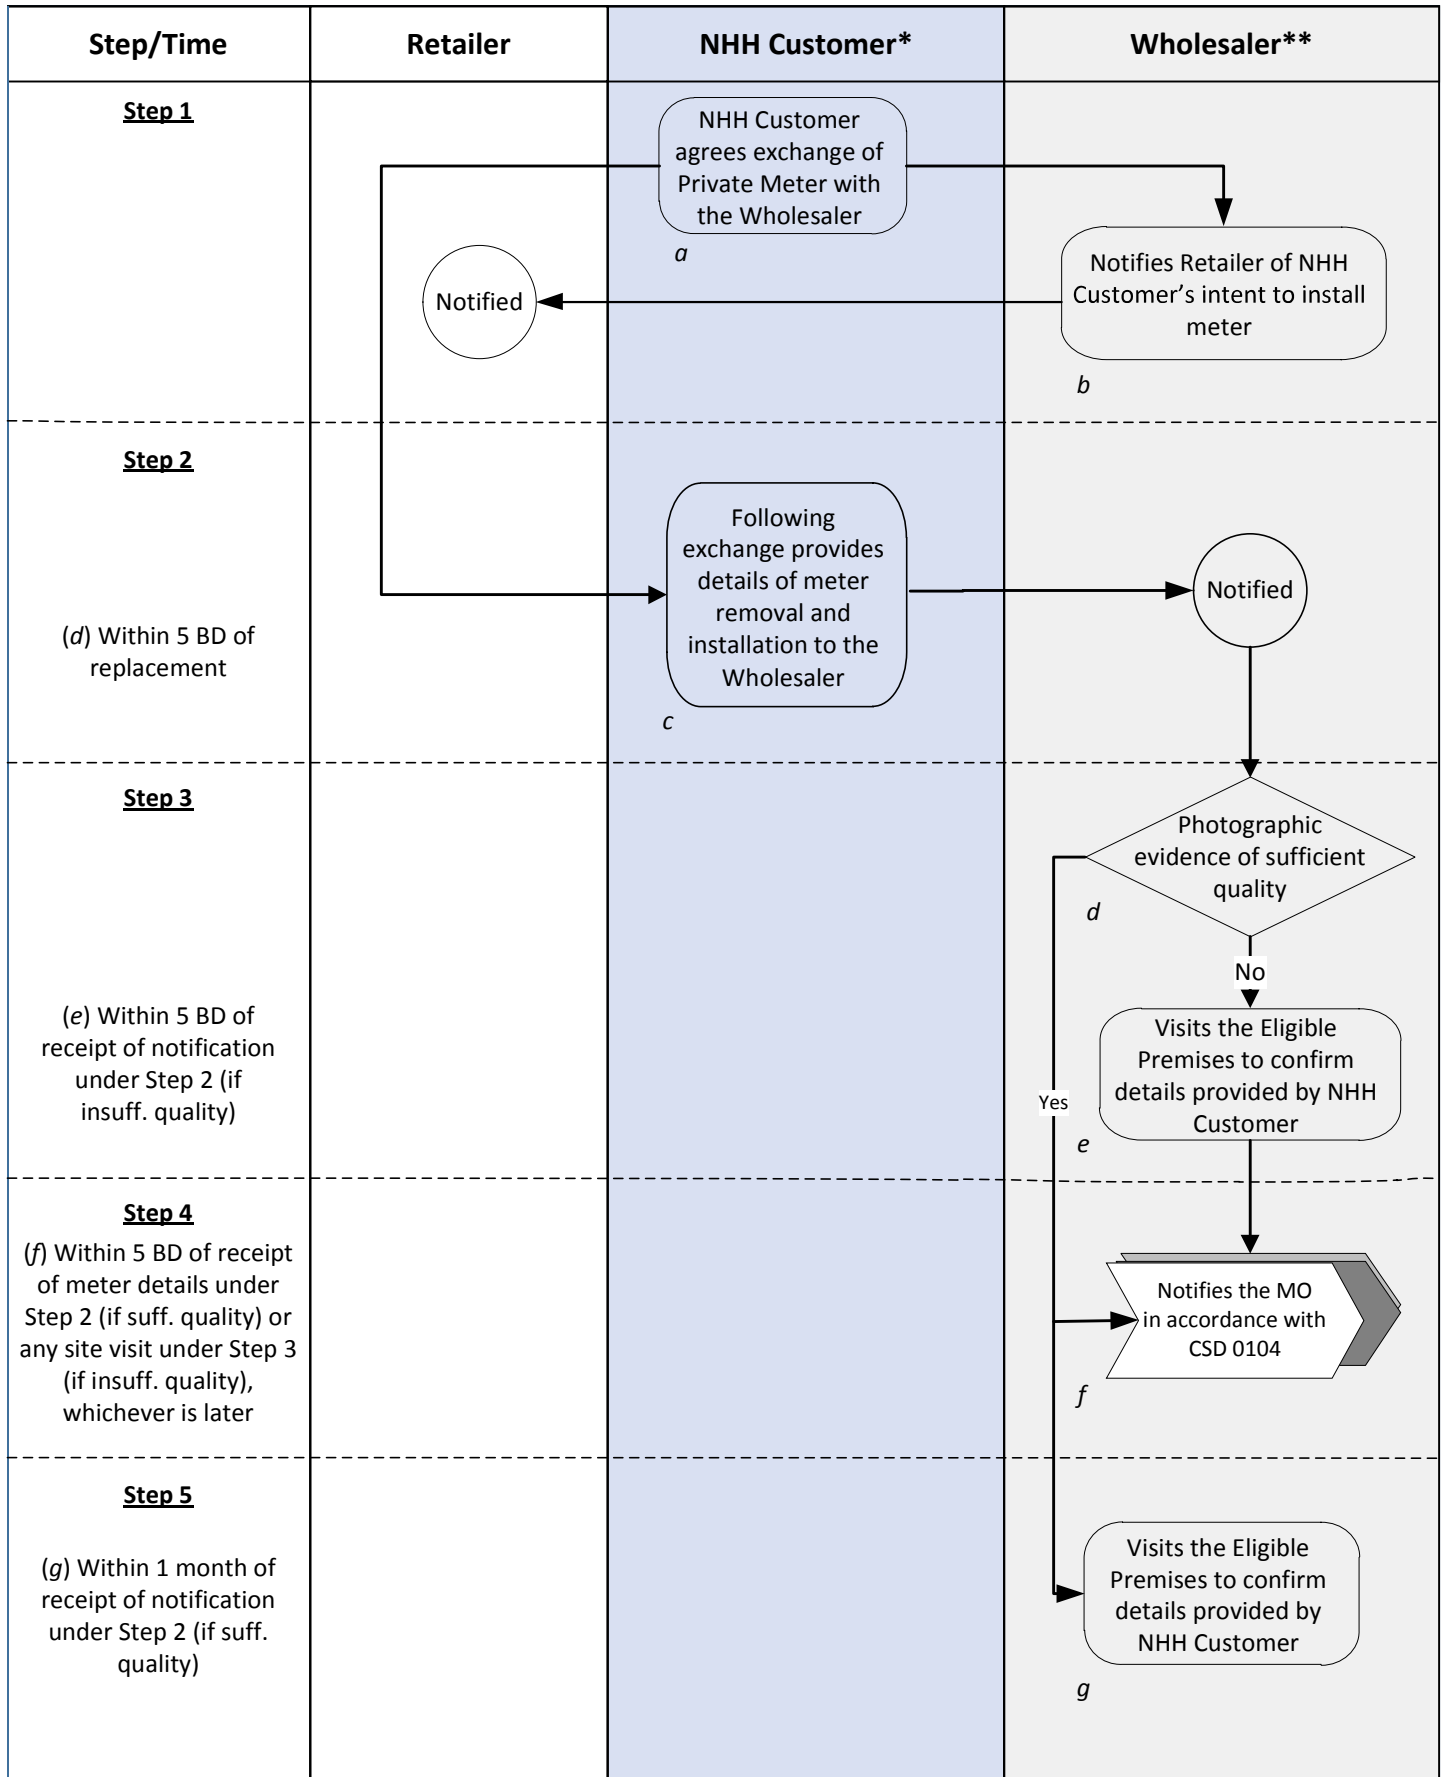 Step/Time
Retailer
NHH Customer*
Wholesaler**
Step 1
NHH Customer
agrees exchange of
Private Meter with
the Wholesaler
a
Notified
Notifies Retailer of NHH
Customer’s intent to install
meter
b
Step 2
(d) Within 5 BD of
replacement
Following
exchange provides
details of meter
removal and
installation to the
Wholesaler
c
Notified
Step 3
Photographic
evidence of sufficient
quality
d
No
(e) Within 5 BD of
receipt of notification
under Step 2 (if
insuff. quality)
Visits the Eligible
Premises to confirm
details provided by NHH
Customer
Yes
e
Step 4
(f) Within 5 BD of receipt
of meter details under
Step 2 (if suff. quality) or
any site visit under Step 3
(if insuff. quality),
whichever is later
Notifies the MO
in accordance with
CSD 0104
f
Step 5
(g) Within 1 month of
receipt of notification
under Step 2 (if suff.
quality)
Visits the Eligible
Premises to confirm
details provided by
NHH Customer
g